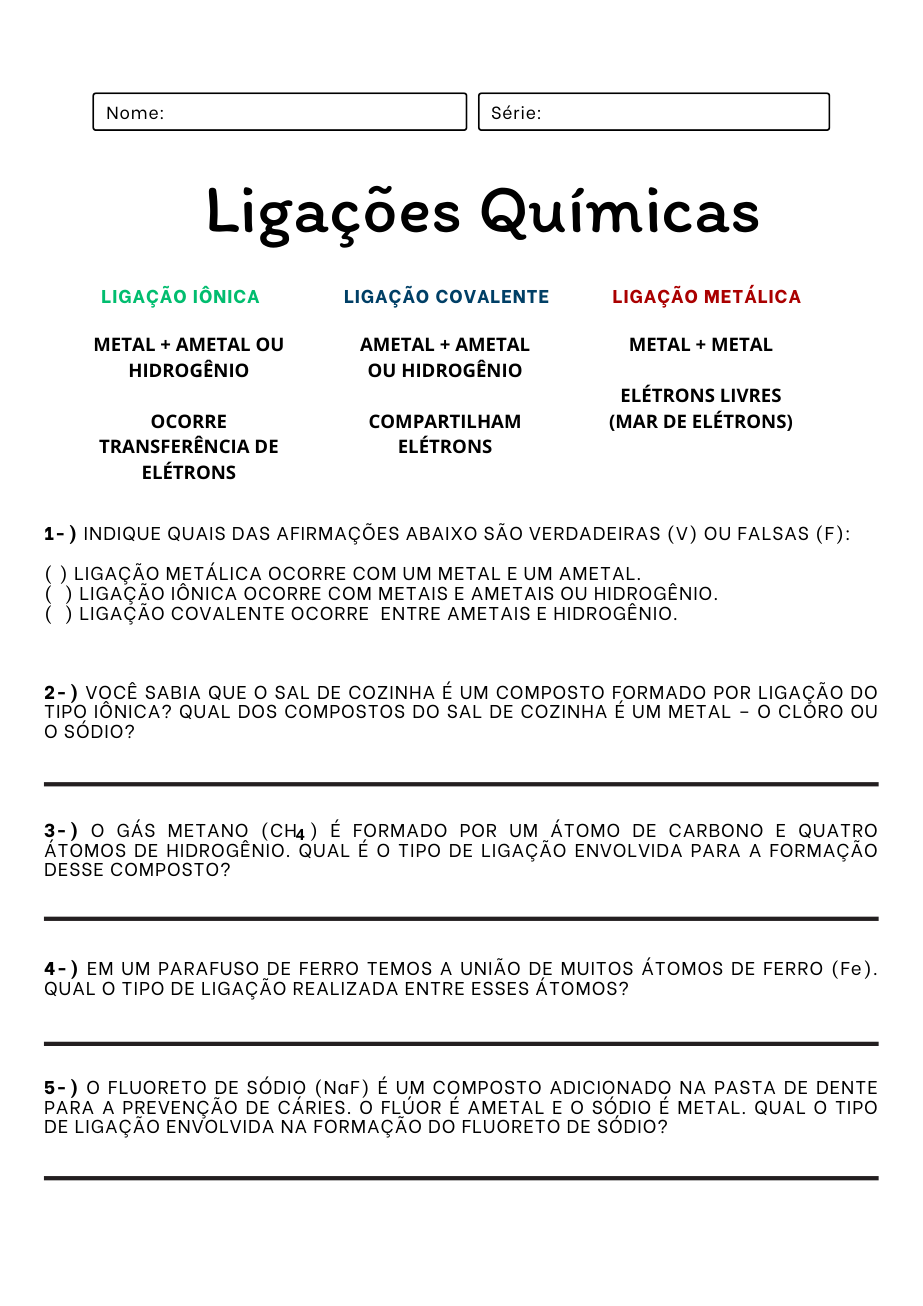 Nome:
Série:
Ligações Químicas
LIGAÇÃO IÔNICA
METAL + AMETAL OU
HIDROGÊNIO
OCORRE
TRANSFERÊNCIA DE
ELÉTRONS
LIGAÇÃO COVALENTE
AMETAL + AMETAL
OU HIDROGÊNIO
COMPARTILHAM
ELÉTRONS
LIGAÇÃO METÁLICA
METAL + METAL
ELÉTRONS LIVRES
(MAR DE ELÉTRONS)
1-) INDIQUE QUAIS DAS AFIRMAÇÕES ABAIXO SÃO VERDADEIRAS (V) OU FALSAS (F):
( ) LIGAÇÃO METÁLICA OCORRE COM UM METAL E UM AMETAL.
( ) LIGAÇÃO IÔNICA OCORRE COM METAIS E AMETAIS OU HIDROGÊNIO.
( ) LIGAÇÃO COVALENTE OCORRE ENTRE AMETAIS E HIDROGÊNIO.
2-) VOCÊ SABIA QUE O SAL DE COZINHA É UM COMPOSTO FORMADO POR LIGAÇÃO DO
TIPO IÔNICA? QUAL DOS COMPOSTOS DO SAL DE COZINHA É UM METAL – O CLORO OU
O SÓDIO?
3-) O GÁS METANO (CH4) É FORMADO POR UM ÁTOMO DE CARBONO E QUATRO
ÁTOMOS DE HIDROGÊNIO. QUAL É O TIPO DE LIGAÇÃO ENVOLVIDA PARA A FORMAÇÃO
DESSE COMPOSTO?
4-) EM UM PARAFUSO DE FERRO TEMOS A UNIÃO DE MUITOS ÁTOMOS DE FERRO (Fe).
QUAL O TIPO DE LIGAÇÃO REALIZADA ENTRE ESSES ÁTOMOS?
5-) O FLUORETO DE SÓDIO (NaF) É UM COMPOSTO ADICIONADO NA PASTA DE DENTE
PARA A PREVENÇÃO DE CÁRIES. O FLÚOR É AMETAL E O SÓDIO É METAL. QUAL O TIPO
DE LIGAÇÃO ENVOLVIDA NA FORMAÇÃO DO FLUORETO DE SÓDIO?